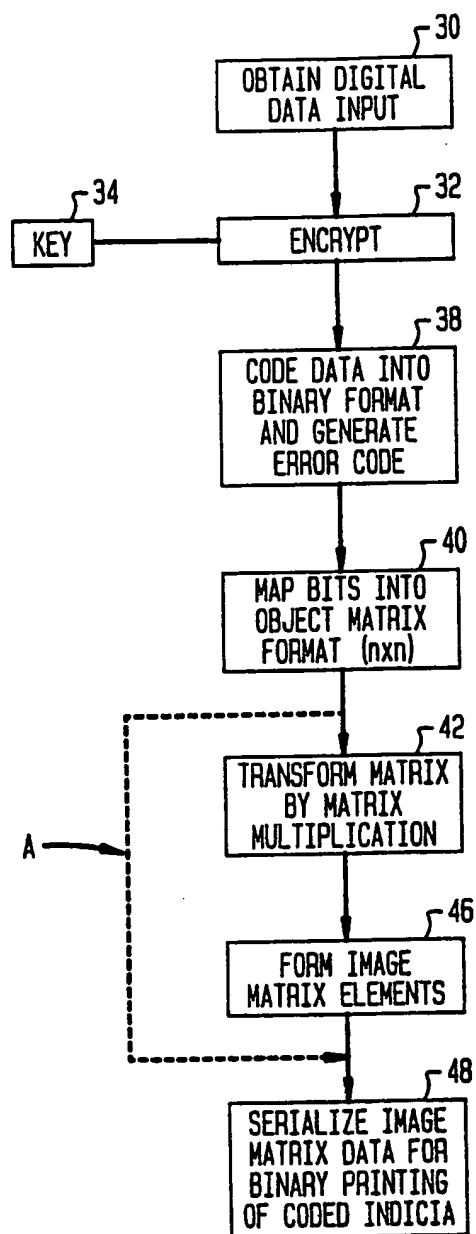 30
OBTAIN DIGITAL
DATA INPUT
34
32
KEY
ENCRYPT
38
CODE DATA INTO
BINARY FORMAT
AND GENERATE
ERROR CODE
40
MAP BITS INTO
OBJECT MATRIX
FORMAT (nxn)
42
TRANSFORM MATRIX
BY MATRIX
MULTIPLICATION
A
46
FORM IMAGE
MATRIX ELEMENTS
48
SERIALIZE IMAGE
MATRIX DATA FOR
BINARY PRINTING
OF CODED INDICIA